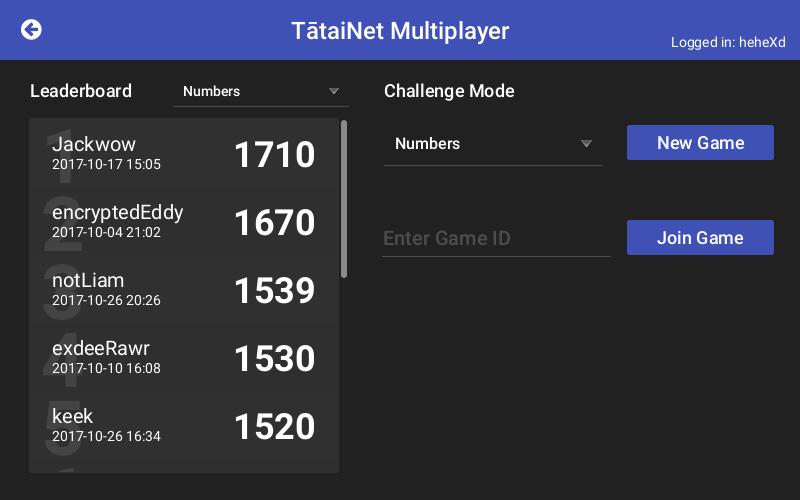 TātaiNet Multiplayer
Logged in: heheXd
Leaderboard
Numbers
1
Jackwow
2017-10-17 15:05
1710
2
encryptedEddy
2017-10-04 21:02
1670
3
notLiam
2017-10-26 20:26
1539
4
exdeeRawr
2017-10-10 16:08
1530
5
keek
2017-10-26 16:34
1520
Challenge Mode
Numbers
New Game
Enter Game ID
Join Game